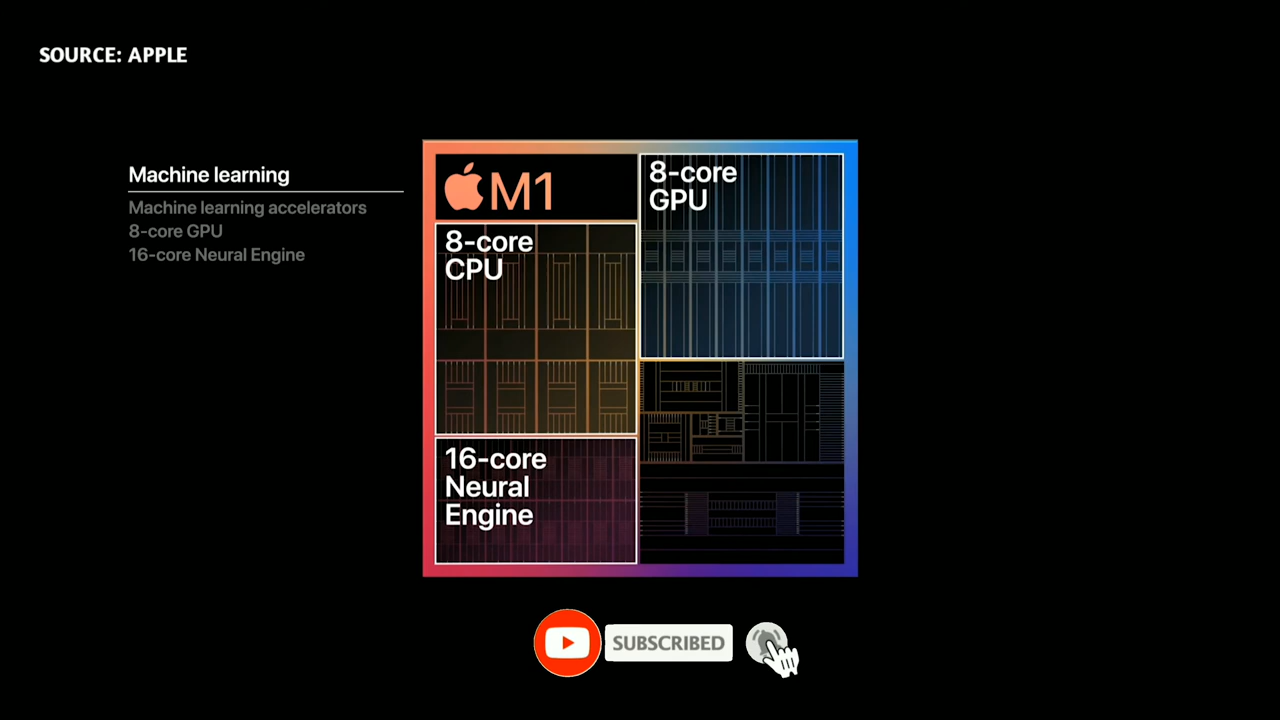 SOURCE: APPLE
Machine learning
Machine learning accelerators
8-core GPU
16-core Neural Engine
M1
8-core
CPU
16-core
Neural
Engine
8-core
GPU
SUBSCRIBED